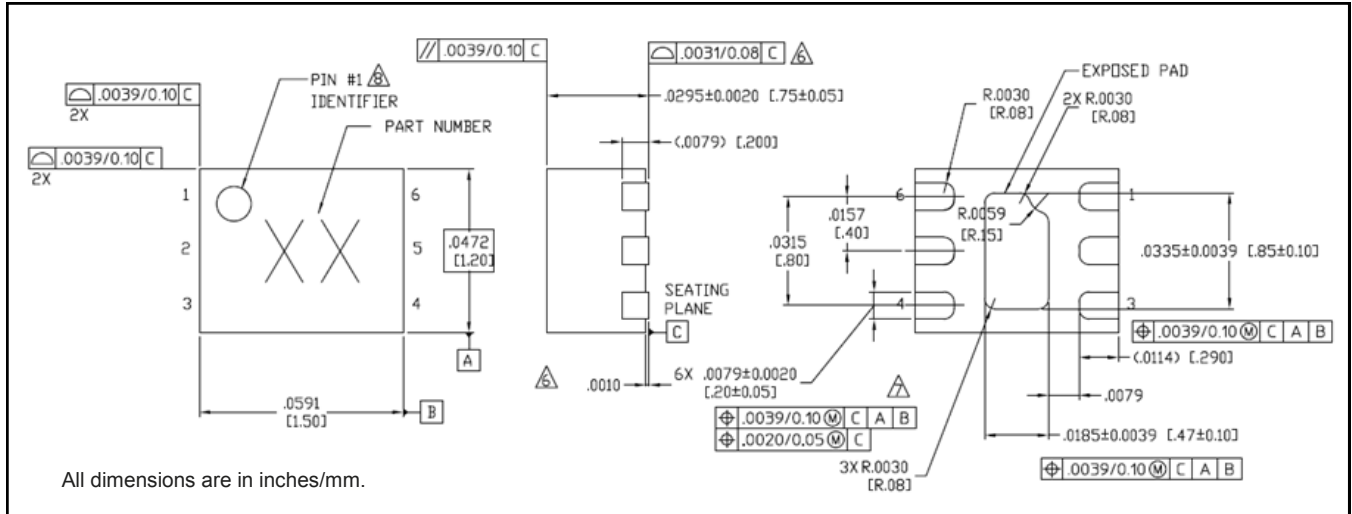 // .0039/0.10 C
⌓ .0031/0.08 C 6
PIN #1 8
IDENTIFIER
⌓ .0039/0.10 C
2X
PART NUMBER
⌓ .0039/0.10 C
2X
.0295±0.0020 [.75±0.05]
(.0079) [.200]
1
2
3
6
5
4
XX
.0472
[1.20]
A
.0591
[1.50]
B
SEATING
PLANE
C
6
.0010
EXPOSED PAD
R.0030
[R.08]
2X R.0030
[R.08]
6
4
1
3
.0157
[.40]
.0315
[.80]
R.0059
[R.15]
.0335±0.0039 [.85±0.10]
⌖ .0039/0.10 Ⓜ C A B
(.0114) [.290]
.0079
6X .0079±0.0020
[.20±0.05]
7
⌖ .0039/0.10 Ⓜ C A B
⌖ .0020/0.05 Ⓜ C
.0185±0.0039 [.47±0.10]
⌖ .0039/0.10 Ⓜ C A B
3X R.0030
[R.08]
All dimensions are in inches/mm.